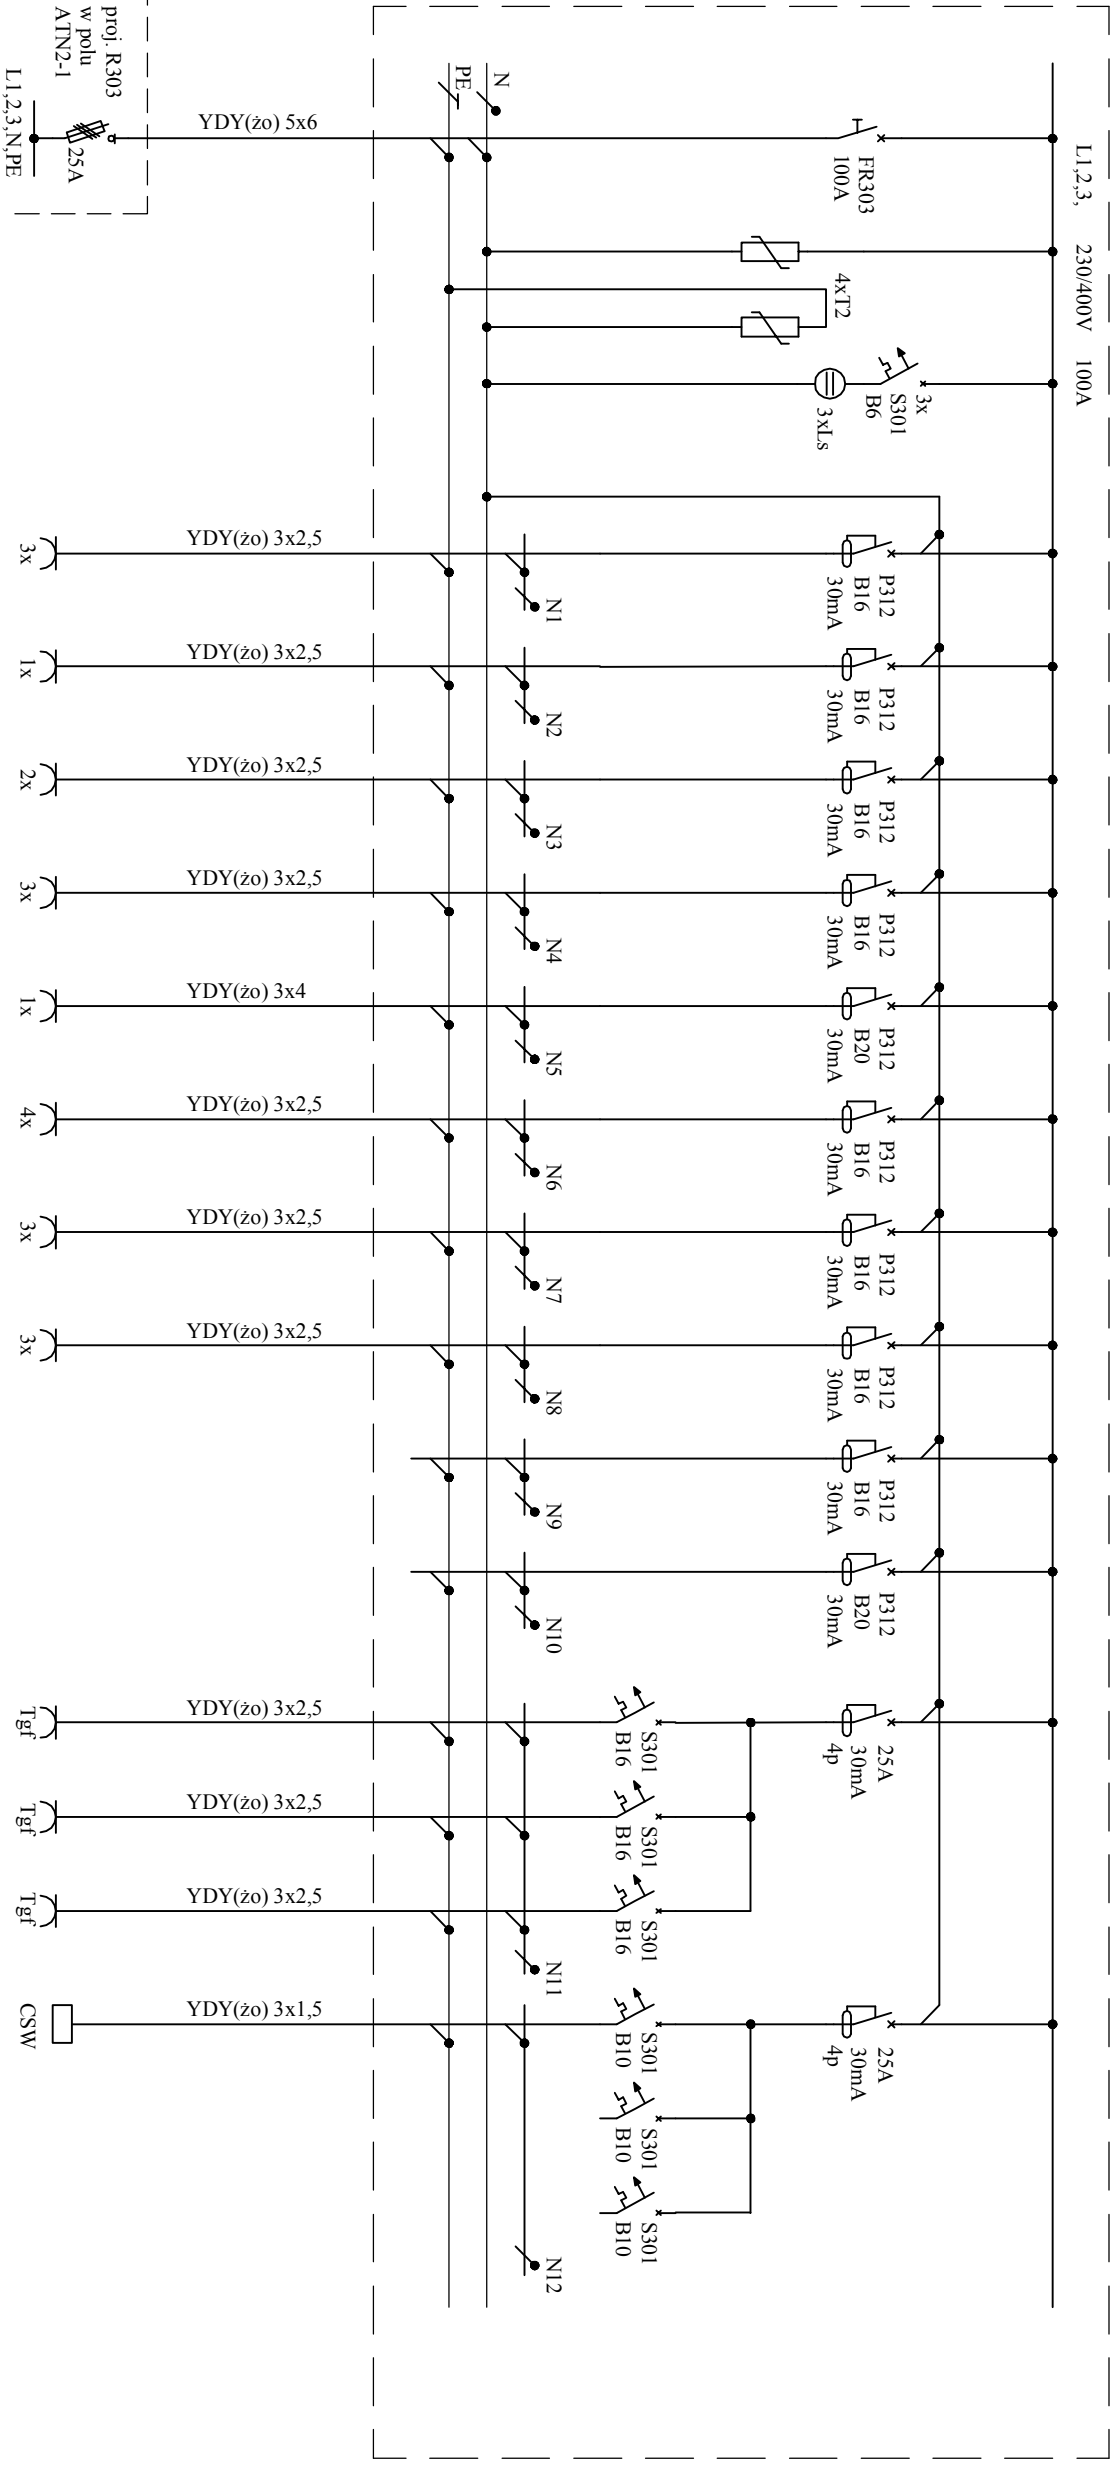 L1,2,3, 230/400V 100A
FR303
100A
4xT2
3x
S301
B6
3xLs
N
PE
YDY(żo) 5x6
proj. R303
w polu
ATN2-1
25A
L1,2,3,N,PE
P312
B16
30mA
N1
YDY(żo) 3x2,5
3x
P312
B16
30mA
N2
YDY(żo) 3x2,5
1x
P312
B16
30mA
N3
YDY(żo) 3x2,5
2x
P312
B16
30mA
N4
YDY(żo) 3x2,5
3x
P312
B20
30mA
N5
YDY(żo) 3x4
1x
P312
B16
30mA
N6
YDY(żo) 3x2,5
4x
P312
B16
30mA
N7
YDY(żo) 3x2,5
3x
P312
B16
30mA
N8
YDY(żo) 3x2,5
3x
P312
B16
30mA
N9
P312
B20
30mA
N10
25A
30mA
4p
S301
B16
YDY(żo) 3x2,5
Tgf
S301
B16
YDY(żo) 3x2,5
Tgf
S301
B16
N11
YDY(żo) 3x2,5
Tgf
25A
30mA
4p
S301
B10
YDY(żo) 3x1,5
CSW
S301
B10
S301
B10
N12